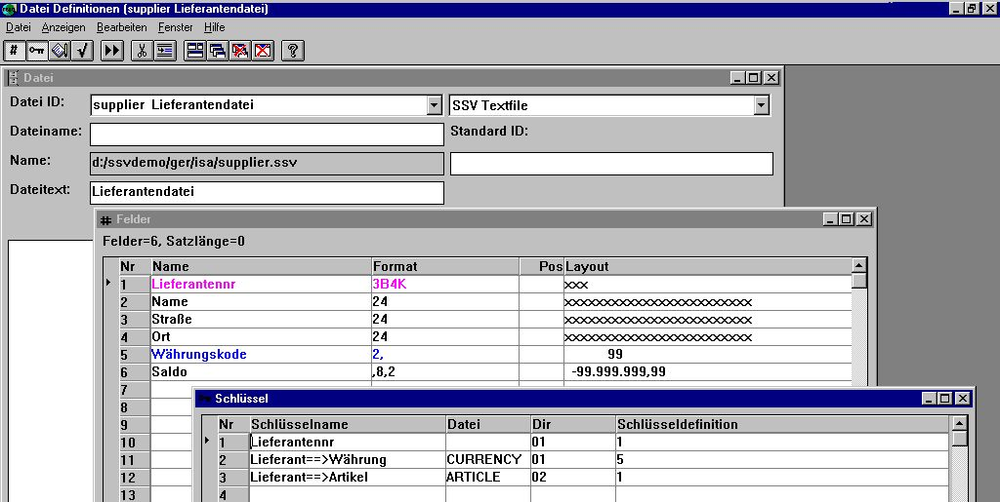 Datei Definitionen (supplier Lieferantendatei)
Datei Anzeigen Bearbeiten Fenster Hilfe
Datei
Datei ID: supplier Lieferantendatei SSV Textfile
Dateiname: Standard ID:
Name: d:/ssvdemo/ger/isa/supplier.ssv
Dateitext: Lieferantendatei
# Felder
Felder=6, Satzlänge=0
Nr Name Format Pos Layout
1 Lieferantennr 3B4K xxx
2 Name 24 xxxxxxxxxxxxxxxxxxxxxxxx
3 Straße 24 xxxxxxxxxxxxxxxxxxxxxxxx
4 Ort 24 xxxxxxxxxxxxxxxxxxxxxxxx
5 Währungskode 2, 99
6 Saldo ,8,2 -99.999.999,99
7
8
9
10
11
12
13
Schlüssel
Nr Schlüsselname Datei Dir Schlüsseldefinition
1 Lieferantennr 01 1
2 Lieferant==>Währung CURRENCY 01 5
3 Lieferant==>Artikel ARTICLE 02 1
4